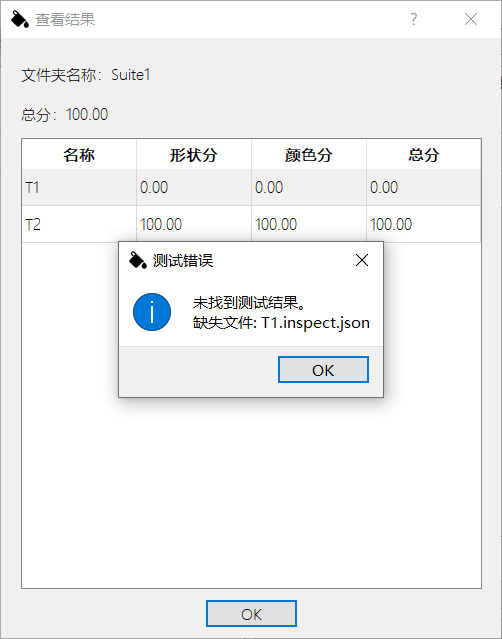 查看结果
?
文件夹名称：Suite1
总分：100.00
名称 形状分 颜色分 总分
T1 0.00 0.00 0.00
T2 100.00 100.00 100.00
测试错误
未找到测试结果。
缺失文件: T1.inspect.json
OK
OK